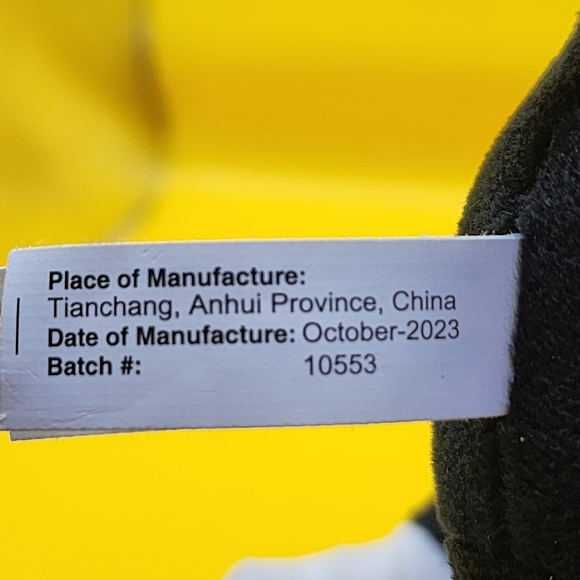 Place of Manufacture:
Tianchang, Anhui Province, China
Date of Manufacture: October-2023
Batch #: 10553